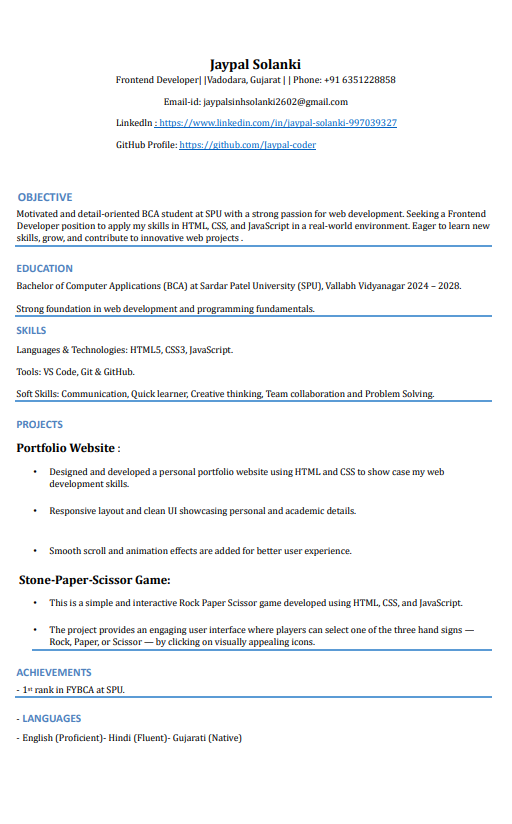 Jaypal Solanki
Frontend Developer| |Vadodara, Gujarat | | Phone: +91 6351228858
Email-id: jaypalsinhsolanki2602@gmail.com
LinkedIn : https://www.linkedin.com/in/jaypal-solanki-997039327
GitHub Profile: https://github.com/Jaypal-coder
OBJECTIVE
Motivated and detail-oriented BCA student at SPU with a strong passion for web development. Seeking a Frontend
Developer position to apply my skills in HTML, CSS, and JavaScript in a real-world environment. Eager to learn new
skills, grow, and contribute to innovative web projects .
EDUCATION
Bachelor of Computer Applications (BCA) at Sardar Patel University (SPU), Vallabh Vidyanagar 2024 – 2028.
Strong foundation in web development and programming fundamentals.
SKILLS
Languages & Technologies: HTML5, CSS3, JavaScript.
Tools: VS Code, Git & GitHub.
Soft Skills: Communication, Quick learner, Creative thinking, Team collaboration and Problem Solving.
PROJECTS
Portfolio Website :
• Designed and developed a personal portfolio website using HTML and CSS to show case my web
development skills.
• Responsive layout and clean UI showcasing personal and academic details.
• Smooth scroll and animation effects are added for better user experience.
Stone-Paper-Scissor Game:
• This is a simple and interactive Rock Paper Scissor game developed using HTML, CSS, and JavaScript.
• The project provides an engaging user interface where players can select one of the three hand signs —
Rock, Paper, or Scissor — by clicking on visually appealing icons.
ACHIEVEMENTS
- 1st rank in FYBCA at SPU.
- LANGUAGES
- English (Proficient)- Hindi (Fluent)- Gujarati (Native)